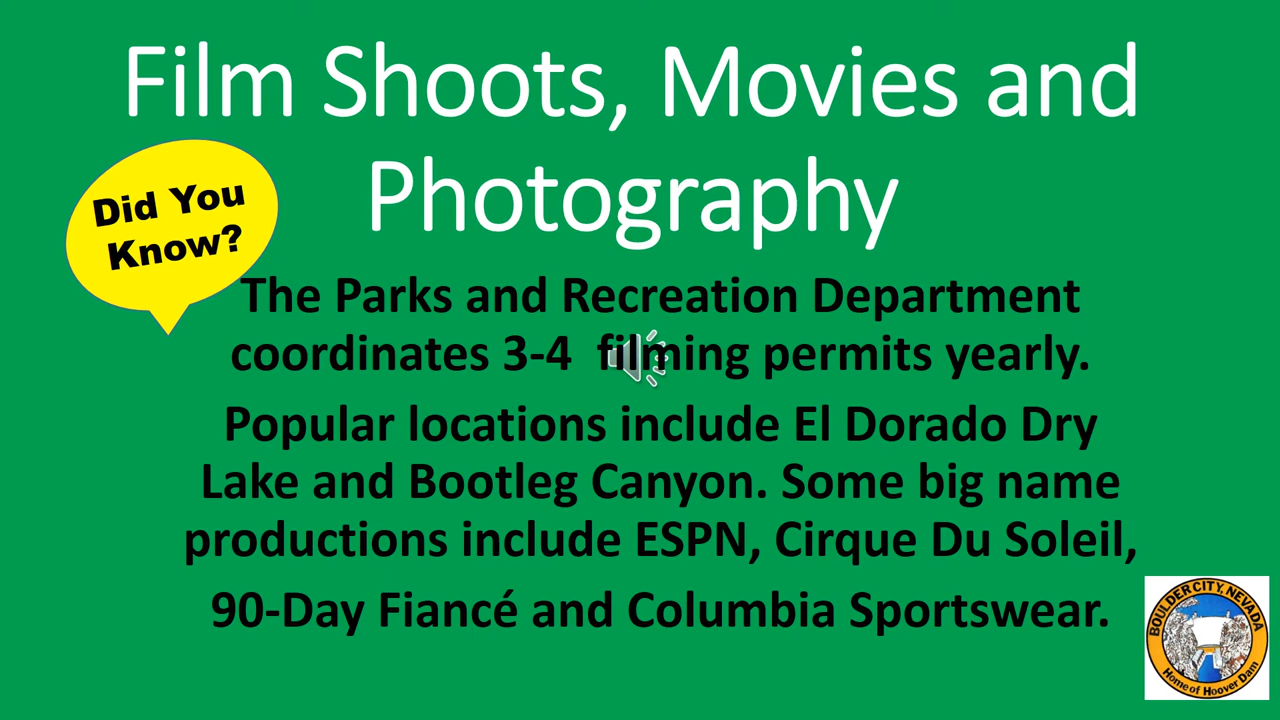 Film Shoots, Movies and
Photography
Did You
Know?
The Parks and Recreation Department
coordinates 3-4  filming permits yearly.
Popular locations include El Dorado Dry
Lake and Bootleg Canyon. Some big name
productions include ESPN, Cirque Du Soleil,
90-Day Fiancé and Columbia Sportswear.
BOULDER CITY, NEVADA
Home of Hoover Dam